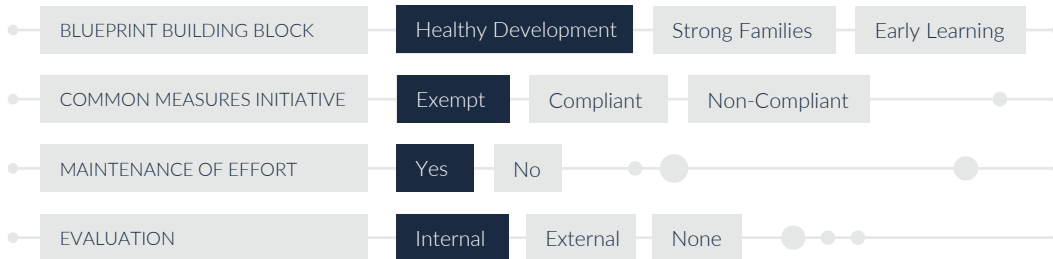 BLUEPRINT BUILDING BLOCK Healthy Development Strong Families Early Learning
COMMON MEASURES INITIATIVE Exempt Compliant Non-Compliant
MAINTENANCE OF EFFORT Yes No
EVALUATION Internal External None